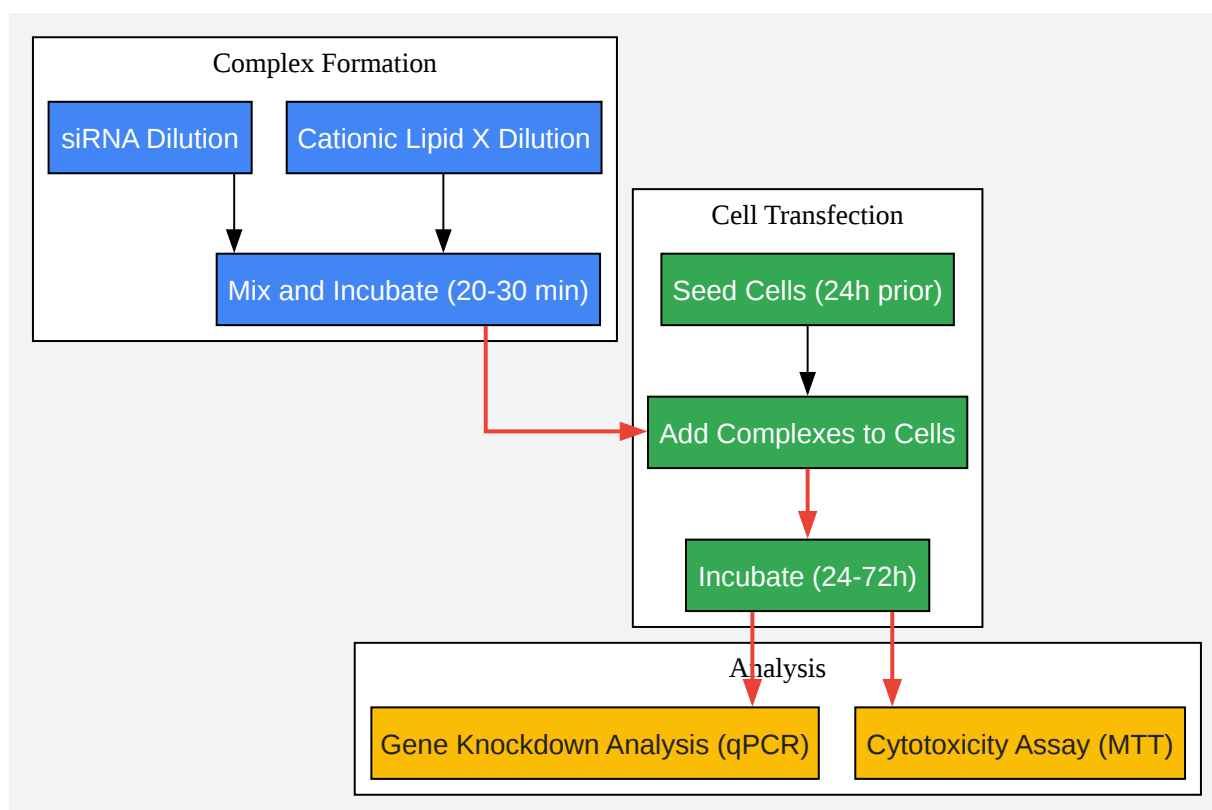 Complex Formation
siRNA Dilution
Cationic Lipid X Dilution
Mix and Incubate (20-30 min)
Cell Transfection
Seed Cells (24h prior)
Add Complexes to Cells
Incubate (24-72h)
Analysis
Gene Knockdown Analysis (qPCR)
Cytotoxicity Assay (MTT)